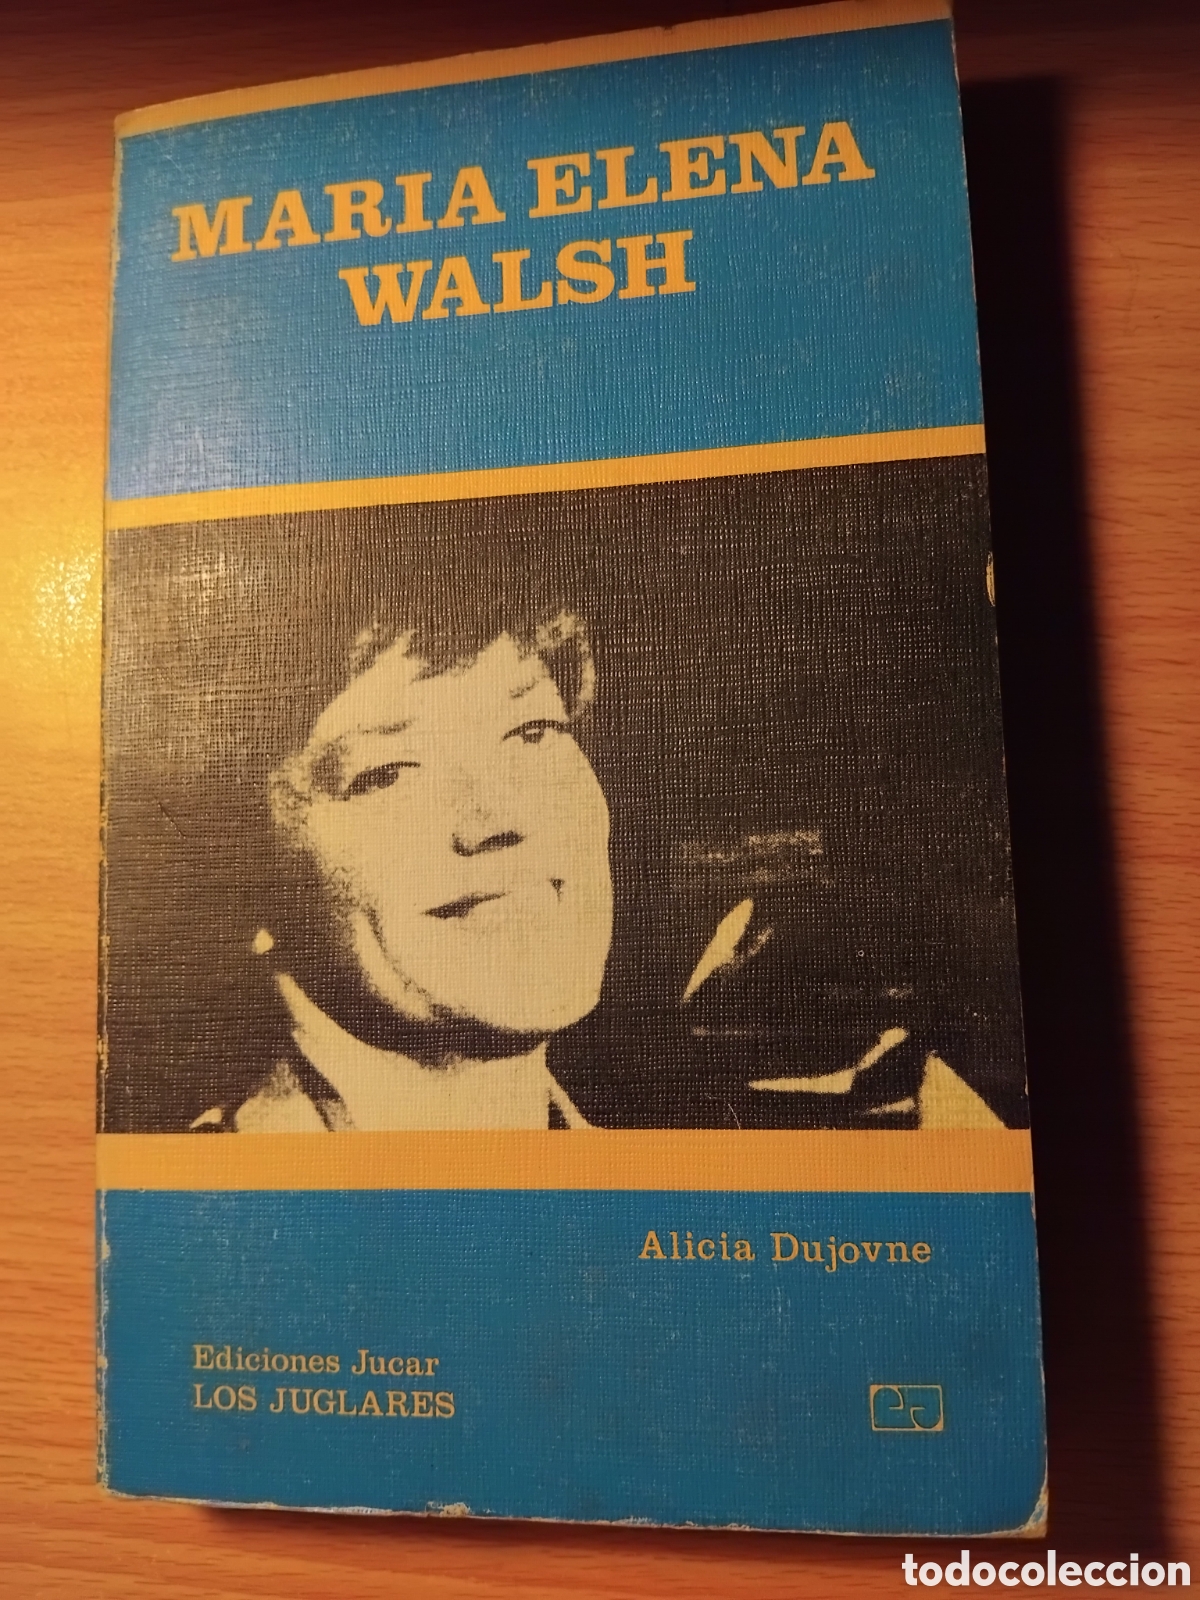 MARIA ELENA
WALSH
Alicia Dujovne
Ediciones Jucar
LOS JUGLARES
todocoleccion